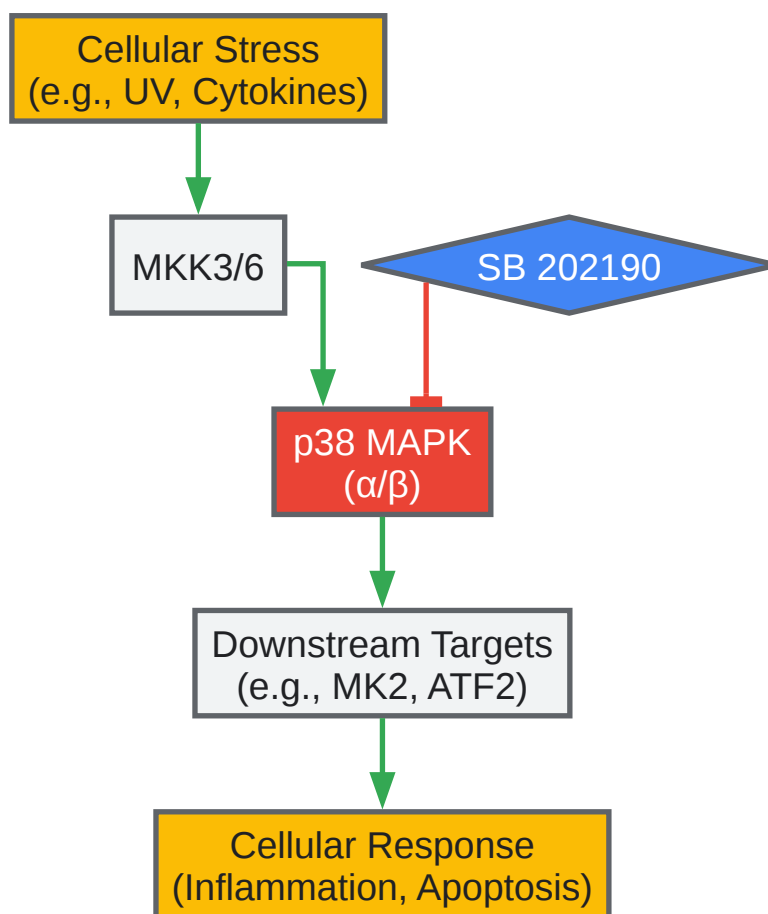 Cellular Stress
(e.g., UV, Cytokines)
MKK3/6
SB 202190
p38 MAPK
(α/β)
Downstream Targets
(e.g., MK2, ATF2)
Cellular Response
(Inflammation, Apoptosis)